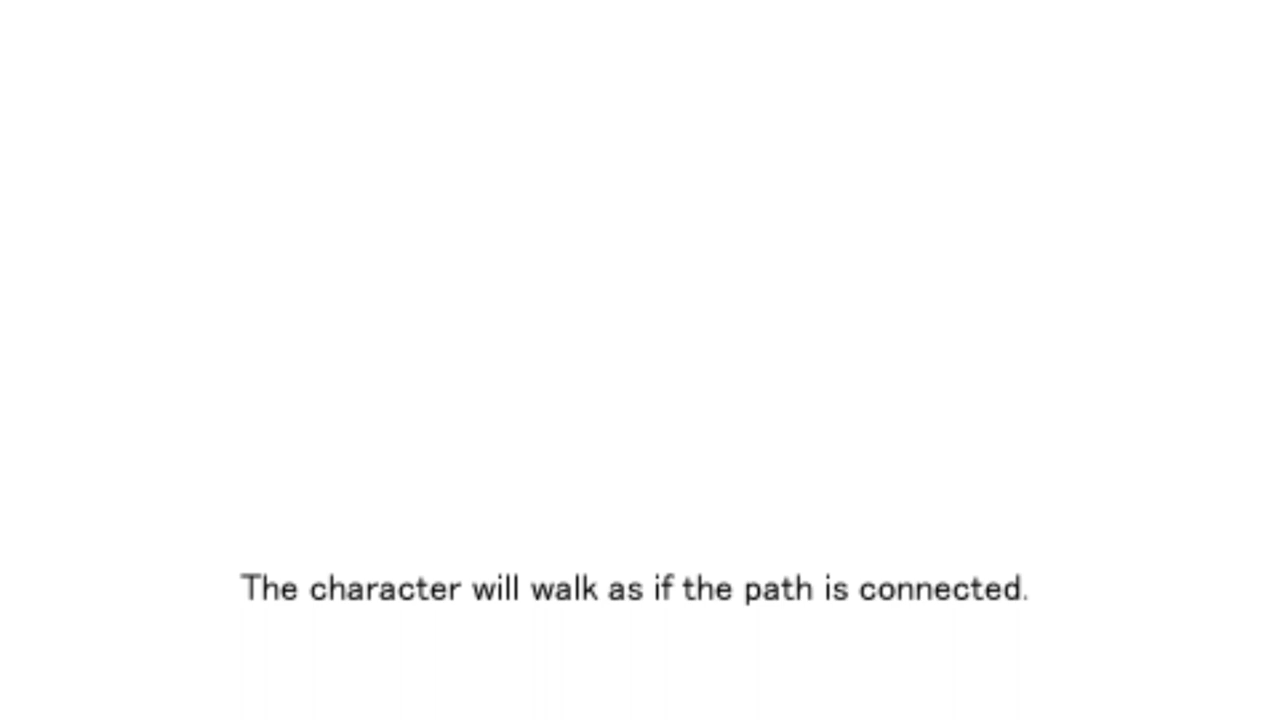 The character will walk as if the path is connected.